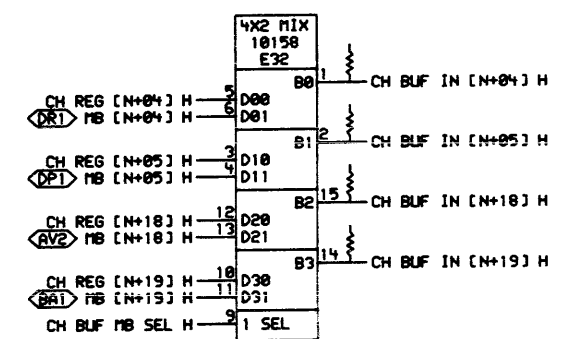 4X2 MIX
10158
E32
B0 1 CH BUF IN [N+04] H
CH REG [N+04] H 5 D00
DR1 MB [N+04] H 6 D01
B1 2 CH BUF IN [N+05] H
CH REG [N+05] H 3 D10
DP1 MB [N+05] H 4 D11
B2 15 CH BUF IN [N+18] H
CH REG [N+18] H 12 D20
AV2 MB [N+18] H 13 D21
B3 14 CH BUF IN [N+19] H
CH REG [N+19] H 10 D30
BA1 MB [N+19] H 11 D31
CH BUF MB SEL H 9 1 SEL